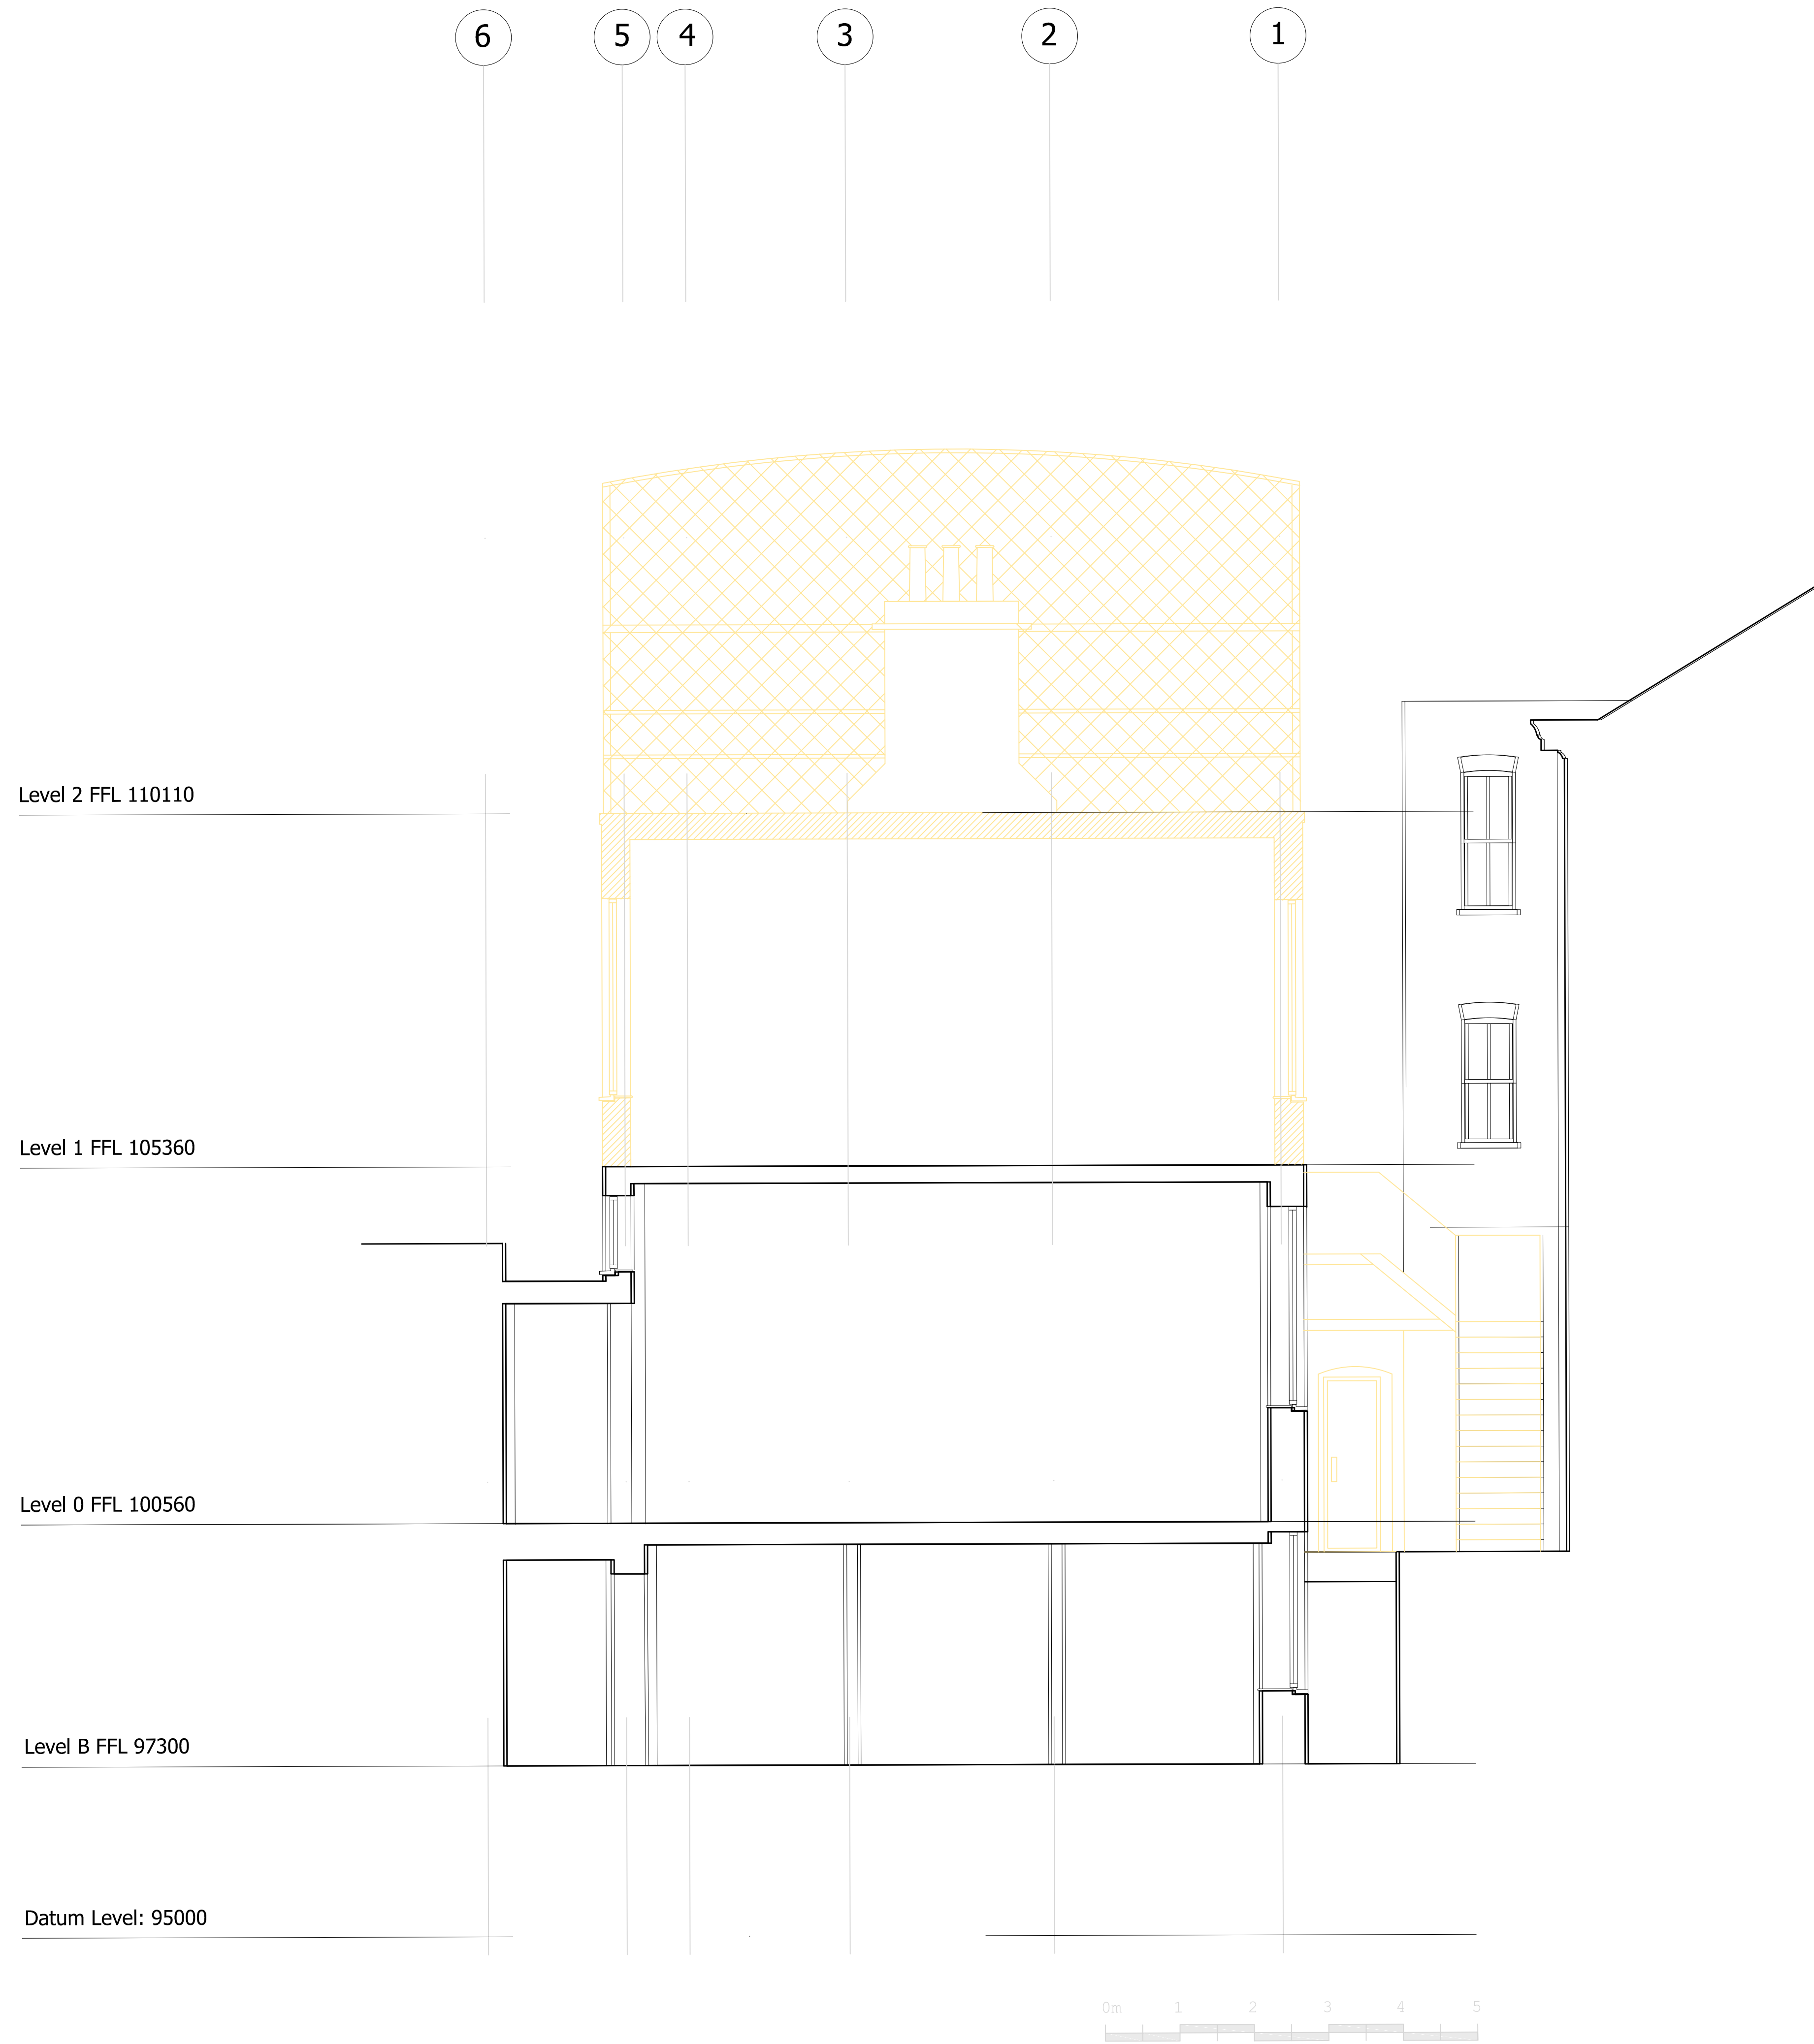 6 5 4 3 2 1
Level 2 FFL 110110
Level 1 FFL 105360
Level 0 FFL 100560
Level B FFL 97300
Datum Level: 95000
0m 1 2 3 4 5